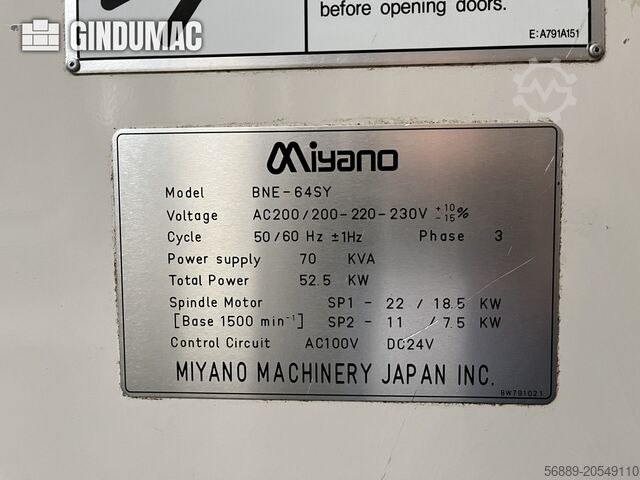 GINDUMAC
before opening doors.
E:A791A151
Miyano
Model BNE-64SY
Voltage AC200/200-220-230V +10 -15 %
Cycle 50/60 Hz ±1Hz Phase 3
Power supply 70 KVA
Total Power 52.5 KW
Spindle Motor SP1 - 22 / 18.5 KW
[Base 1500 min⁻¹] SP2 - 11 / 7.5 KW
Control Circuit AC100V DC24V
MIYANO MACHINERY JAPAN INC.
BW791021
56889-20549110